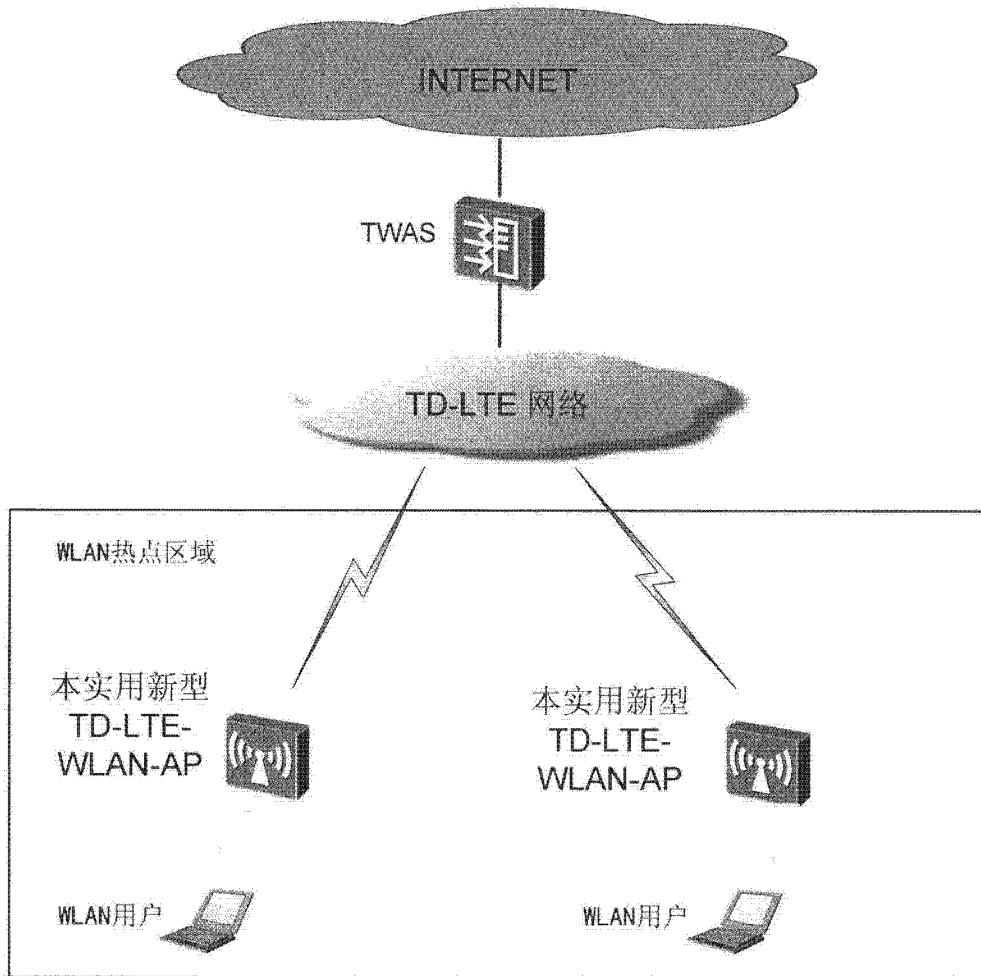 INTERNET
TWAS
TD-LTE 网络
WLAN热点区域
本实用新型
TD-LTE-
WLAN-AP
本实用新型
TD-LTE-
WLAN-AP
WLAN用户
WLAN用户